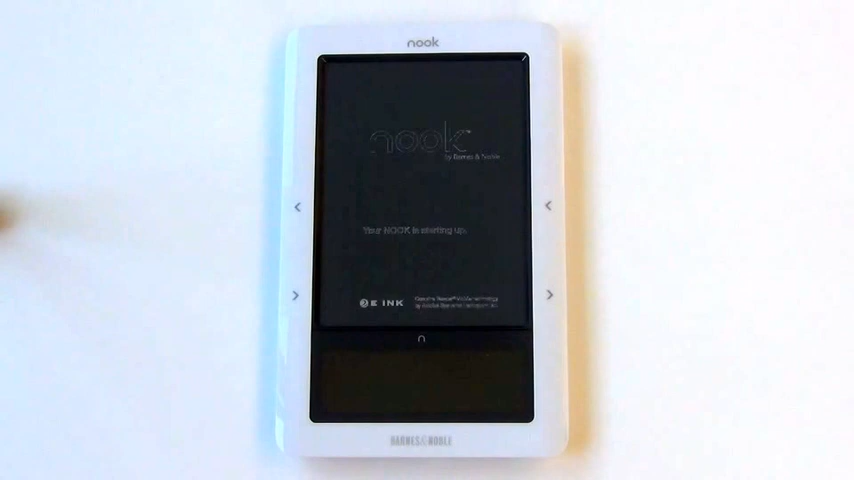 nook
nook
by Barnes & Noble
Your NOOK is starting up.
E INK
BARNES & NOBLE